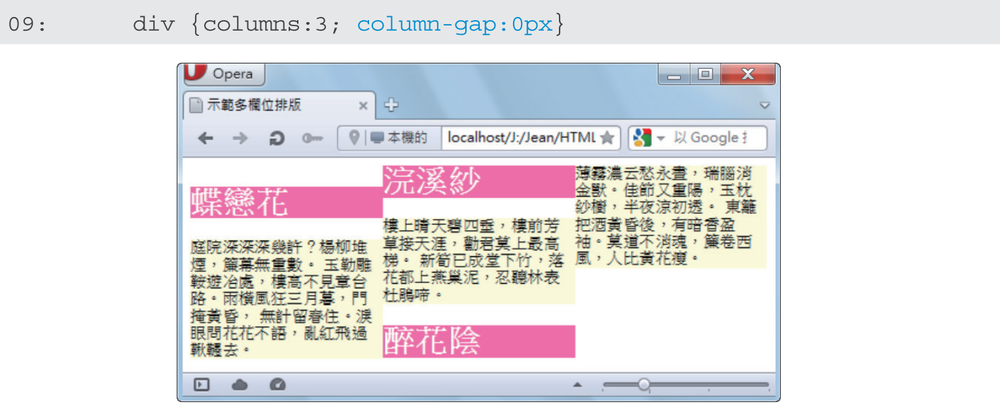 09: div {columns:3; column-gap:0px}
Opera
示範多欄位排版
本機的 localhost/J:/Jean/HTML 以 Google
蝶戀花
庭院深深深幾許？楊柳堆
煙，簾幕無重數。 玉勒雕
鞍遊冶處，樓高不見章台
路。雨橫風狂三月暮，門
掩黃昏， 無計留春住。淚
眼問花花不語，亂紅飛過
鞦韆去。
浣溪紗
樓上晴天碧四垂，樓前芳
草接天涯，勸君莫上最高
梯。 新筍已成堂下竹，落
花都上燕巢泥，忍聽林表
杜鵑啼。
醉花陰
薄霧濃云愁永晝，瑞腦消
金獸。佳節又重陽，玉枕
紗櫥，半夜涼初透。 東籬
把酒黃昏後，有暗香盈
袖。莫道不消魂，簾卷西
風，人比黃花瘦。